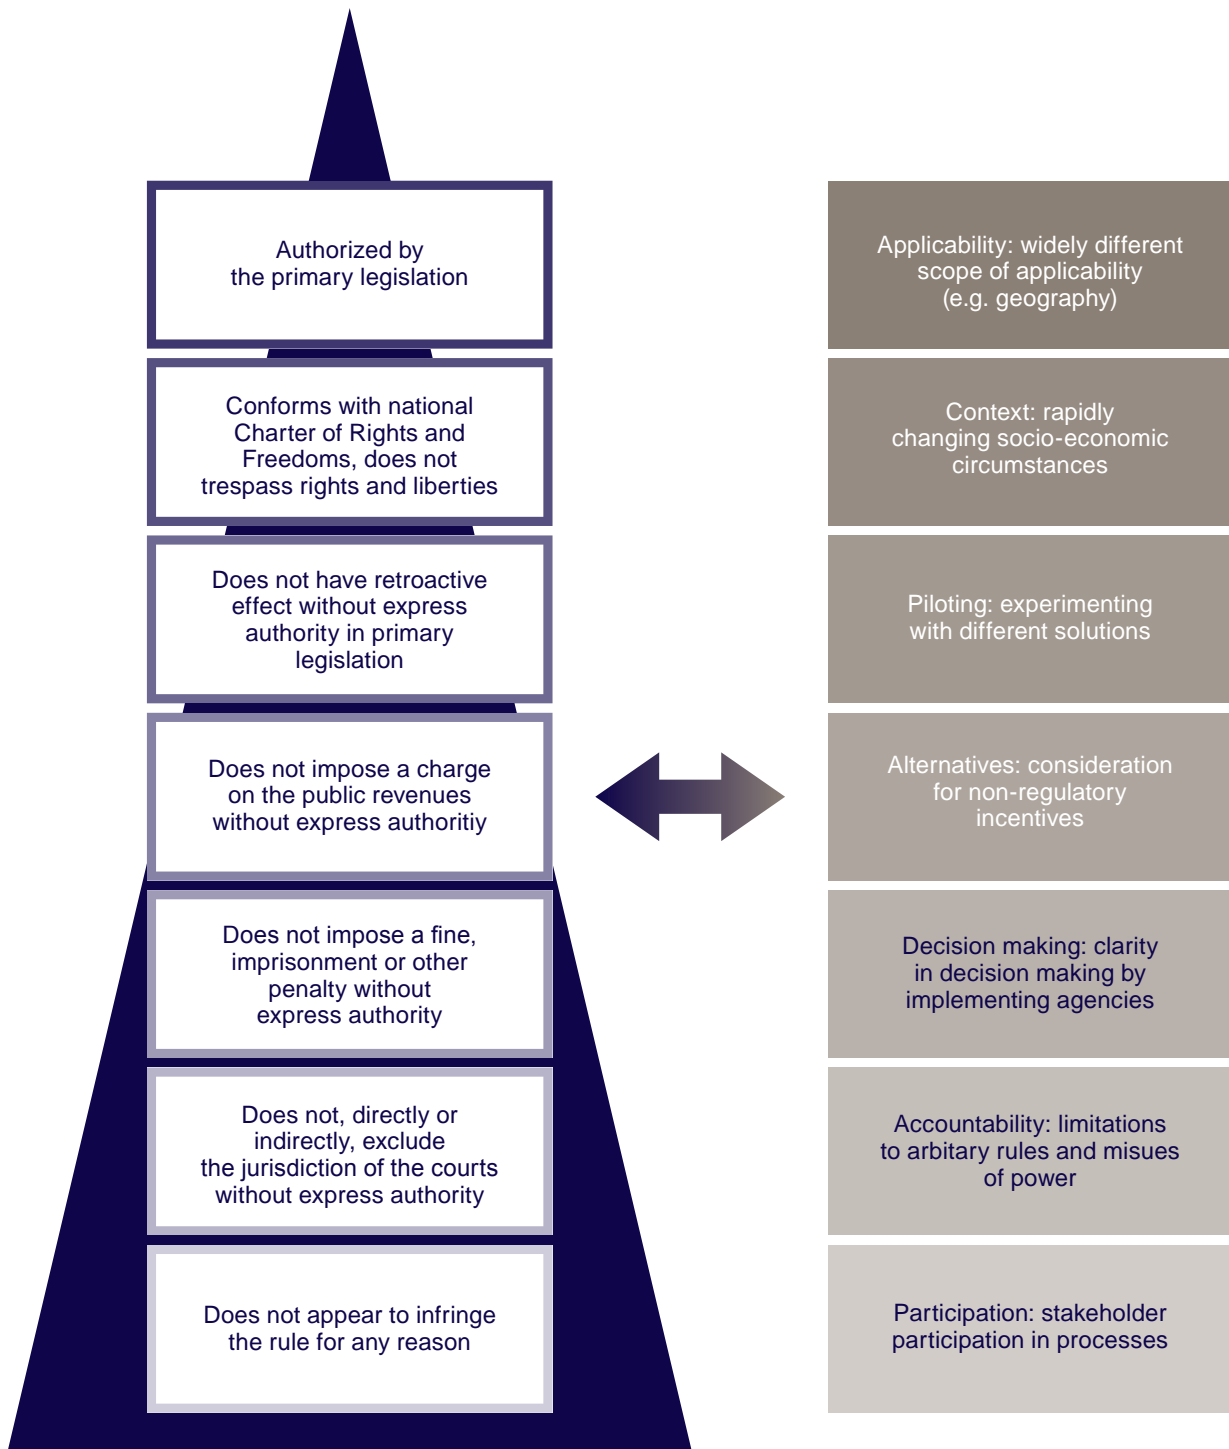 Authorized by
the primary legislation
Conforms with national
Charter of Rights and
Freedoms, does not
trespass rights and liberties
Does not have retroactive
effect without express
authority in primary
legislation
Does not impose a charge
on the public revenues
without express authoritiy
Does not impose a fine,
imprisonment or other
penalty without
express authority
Does not, directly or
indirectly, exclude
the jurisdiction of the courts
without express authority
Does not appear to infringe
the rule for any reason
Applicability: widely different
scope of applicability
(e.g. geography)
Context: rapidly
changing socio-economic
circumstances
Piloting: experimenting
with different solutions
Alternatives: consideration
for non-regulatory
incentives
Decision making: clarity
in decision making by
implementing agencies
Accountability: limitations
to arbitary rules and misues
of power
Participation: stakeholder
participation in processes